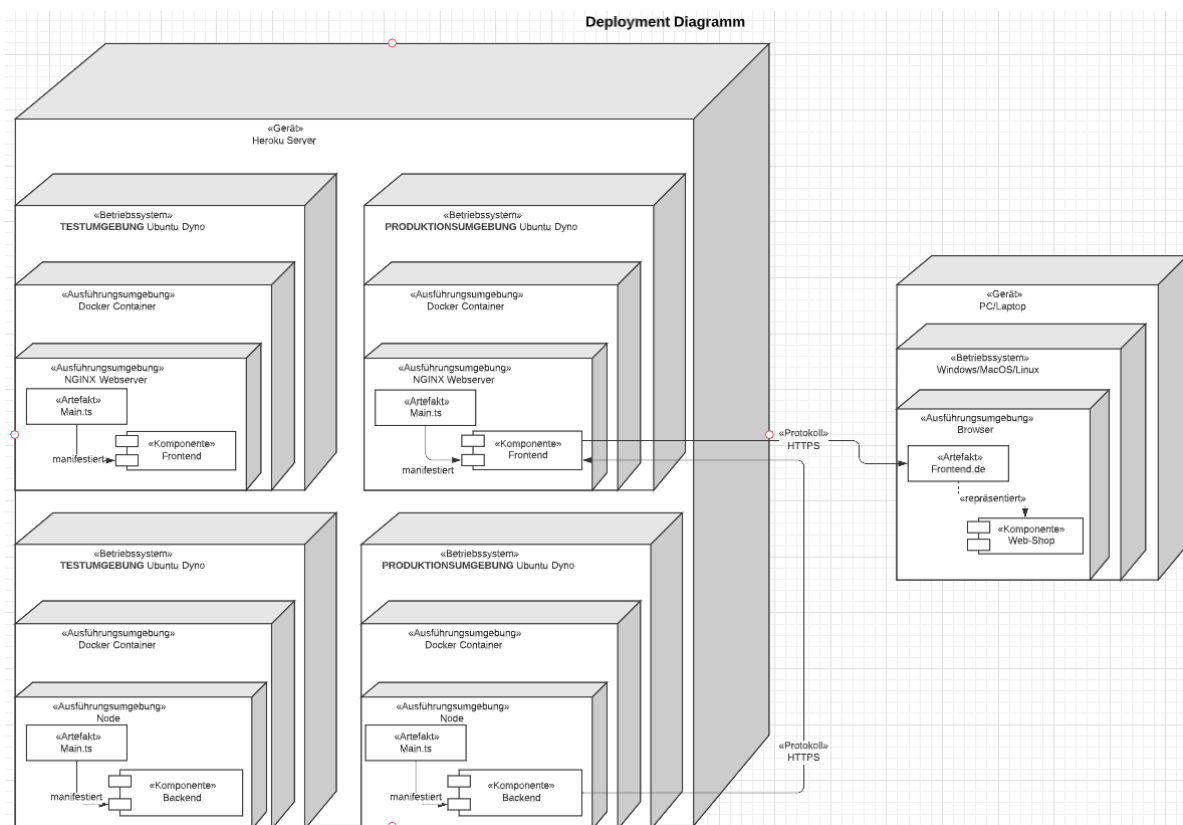 Deployment Diagramm
«Gerät»
Heroku Server
«Betriebssystem»
TESTUMGEBUNG Ubuntu Dyno
«Ausführungsumgebung»
Docker Container
«Ausführungsumgebung»
NGINX Webserver
«Artefakt»
Main.ts
manifestiert
«Komponente»
Frontend
«Betriebssystem»
PRODUKTIONSUMGEBUNG Ubuntu Dyno
«Ausführungsumgebung»
Docker Container
«Ausführungsumgebung»
NGINX Webserver
«Artefakt»
Main.ts
manifestiert
«Komponente»
Frontend
«Protokoll»
HTTPS
«Gerät»
PC/Laptop
«Betriebssystem»
Windows/MacOS/Linux
«Ausführungsumgebung»
Browser
«Artefakt»
Frontend.de
«repräsentiert»
«Komponente»
Web-Shop
«Betriebssystem»
TESTUMGEBUNG Ubuntu Dyno
«Ausführungsumgebung»
Docker Container
«Ausführungsumgebung»
Node
«Artefakt»
Main.ts
manifestiert
«Komponente»
Backend
«Betriebssystem»
PRODUKTIONSUMGEBUNG Ubuntu Dyno
«Ausführungsumgebung»
Docker Container
«Ausführungsumgebung»
Node
«Artefakt»
Main.ts
manifestiert
«Komponente»
Backend
«Protokoll»
HTTPS